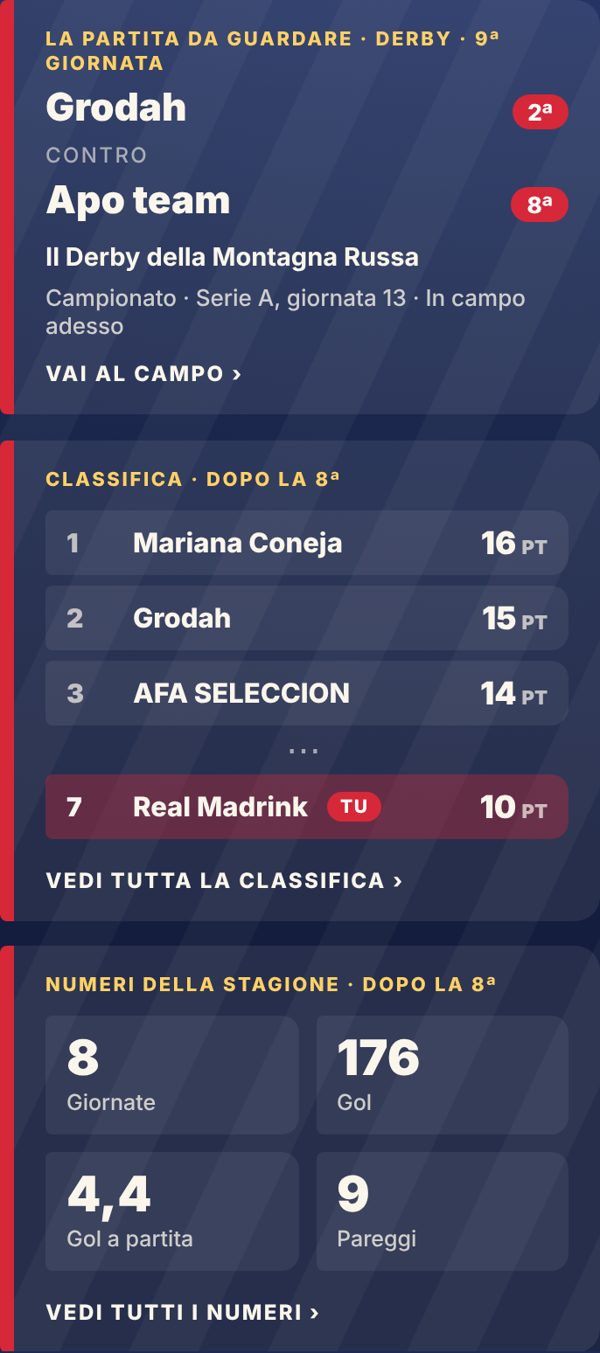 LA PARTITA DA GUARDARE · DERBY · 9ª
GIORNATA
Grodah
2ª
CONTRO
Apo team
8ª
Il Derby della Montagna Russa
Campionato · Serie A, giornata 13 · In campo
adesso
VAI AL CAMPO ›
CLASSIFICA · DOPO LA 8ª
1 Mariana Coneja 16 PT
2 Grodah 15 PT
3 AFA SELECCION 14 PT
...
7 Real Madrink TU 10 PT
VEDI TUTTA LA CLASSIFICA ›
NUMERI DELLA STAGIONE · DOPO LA 8ª
8
Giornate
176
Gol
4,4
Gol a partita
9
Pareggi
VEDI TUTTI I NUMERI ›